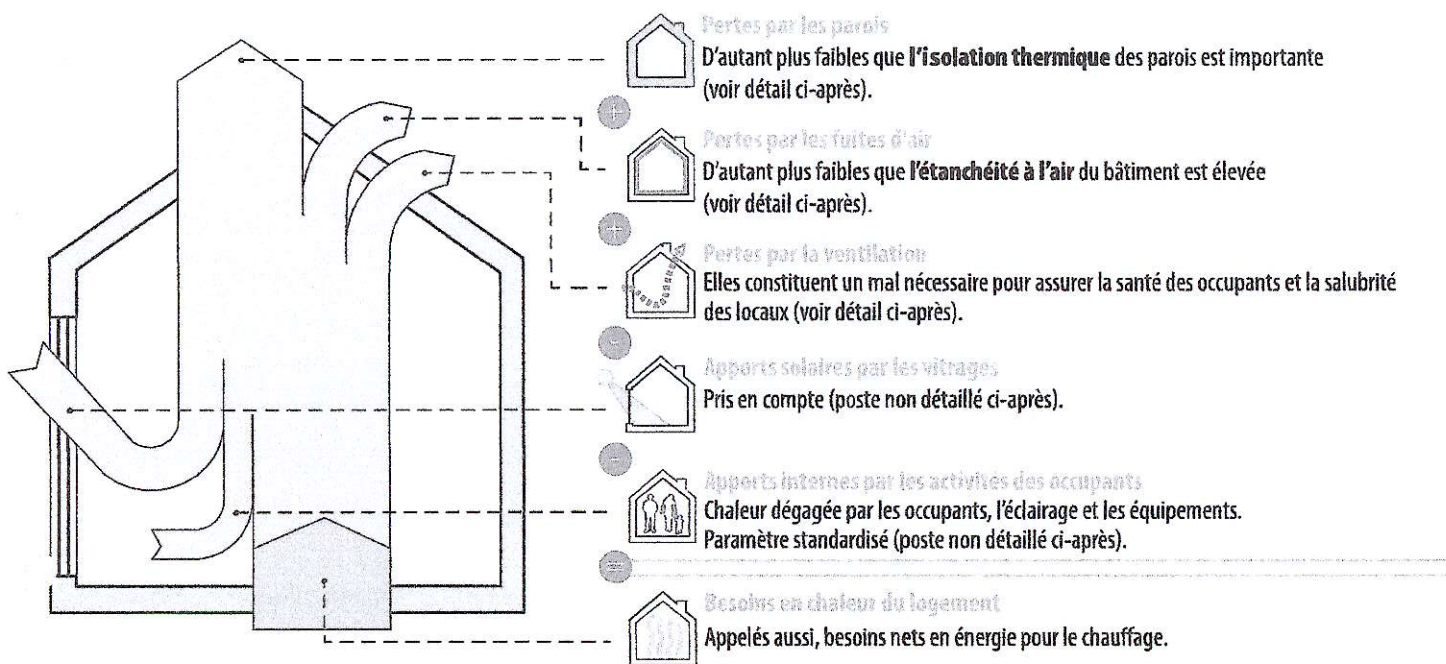 Pertes par les parois
D'autant plus faibles que l'isolation thermique des parois est importante
(voir détail ci-après).
+
Pertes par les fuites d'air
D'autant plus faibles que l'étanchéité à l'air du bâtiment est élevée
(voir détail ci-après).
+
Pertes par la ventilation
Elles constituent un mal nécessaire pour assurer la santé des occupants et la salubrité
des locaux (voir détail ci-après).
-
Apports solaires par les vitrages
Pris en compte (poste non détaillé ci-après).
-
Apports internes par les activités des occupants
Chaleur dégagée par les occupants, l'éclairage et les équipements.
Paramètre standardisé (poste non détaillé ci-après).
=
Besoins en chaleur du logement
Appelés aussi, besoins nets en énergie pour le chauffage.